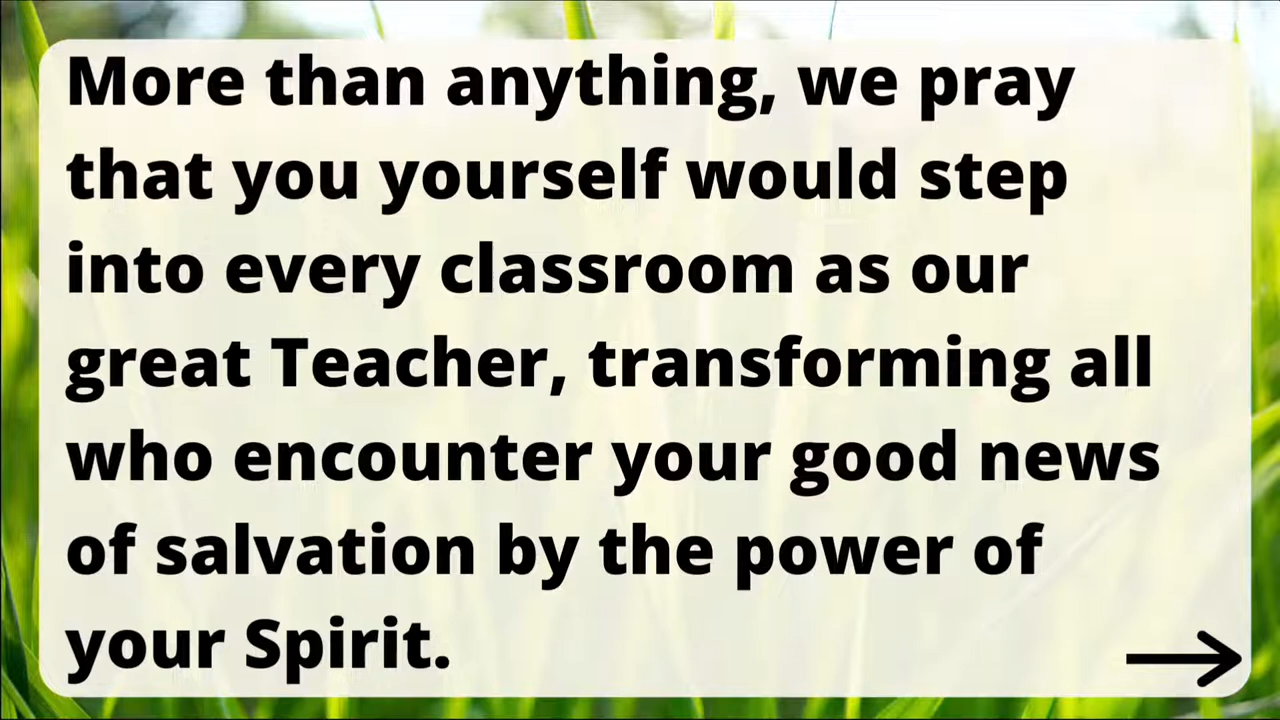 More than anything, we pray
that you yourself would step
into every classroom as our
great Teacher, transforming all
who encounter your good news
of salvation by the power of
your Spirit.